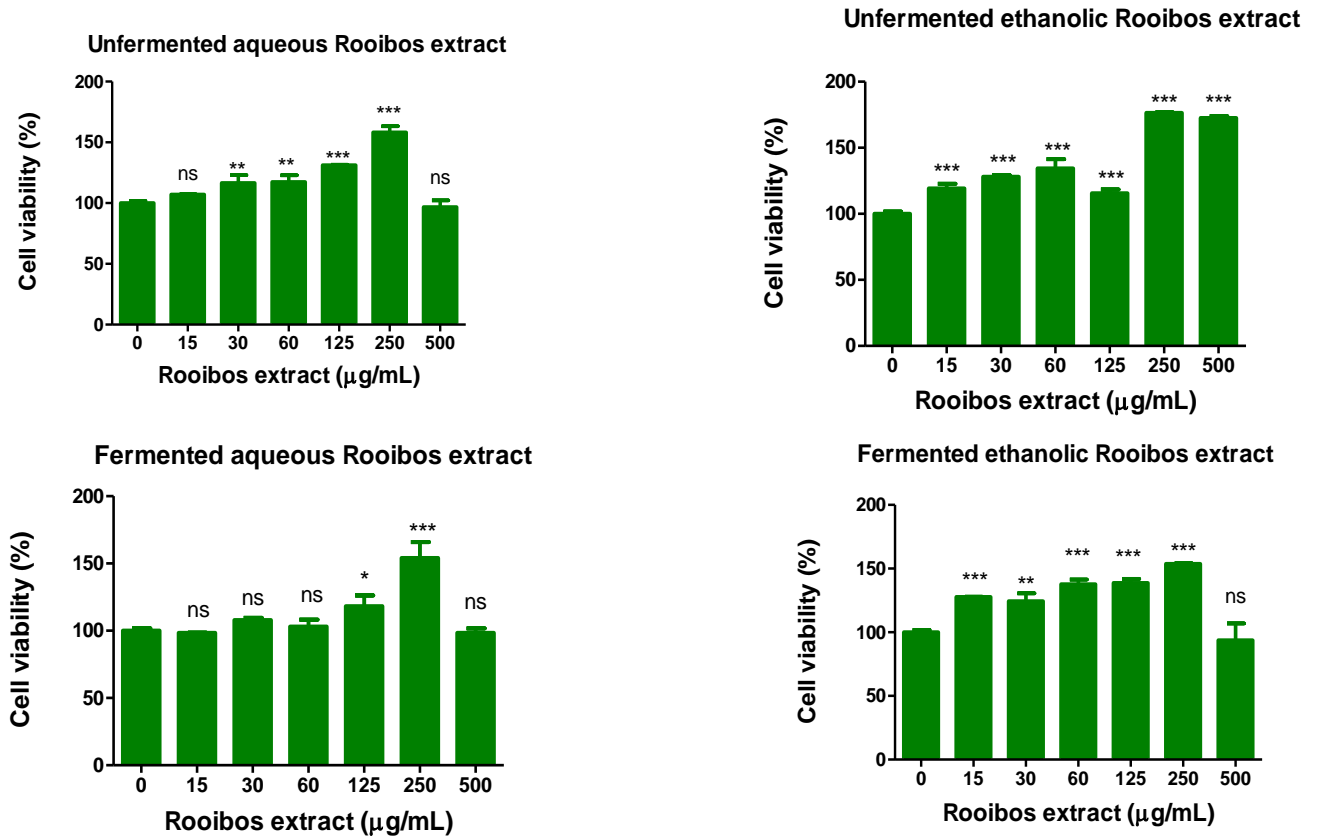 Unfermented aqueous Rooibos extract
Cell viability (%)
200
150
100
50
0
ns
**
**
***
***
ns
0 15 30 60 125 250 500
Rooibos extract (μg/mL)
Unfermented ethanolic Rooibos extract
Cell viability (%)
200
150
100
50
0
***
***
***
***
***
***
0 15 30 60 125 250 500
Rooibos extract (μg/mL)
Fermented aqueous Rooibos extract
Cell viability (%)
200
150
100
50
0
ns
ns
ns
*
***
ns
0 15 30 60 125 250 500
Rooibos extract (μg/mL)
Fermented ethanolic Rooibos extract
Cell viability (%)
200
150
100
50
0
***
**
***
***
***
ns
0 15 30 60 125 250 500
Rooibos extract (μg/mL)